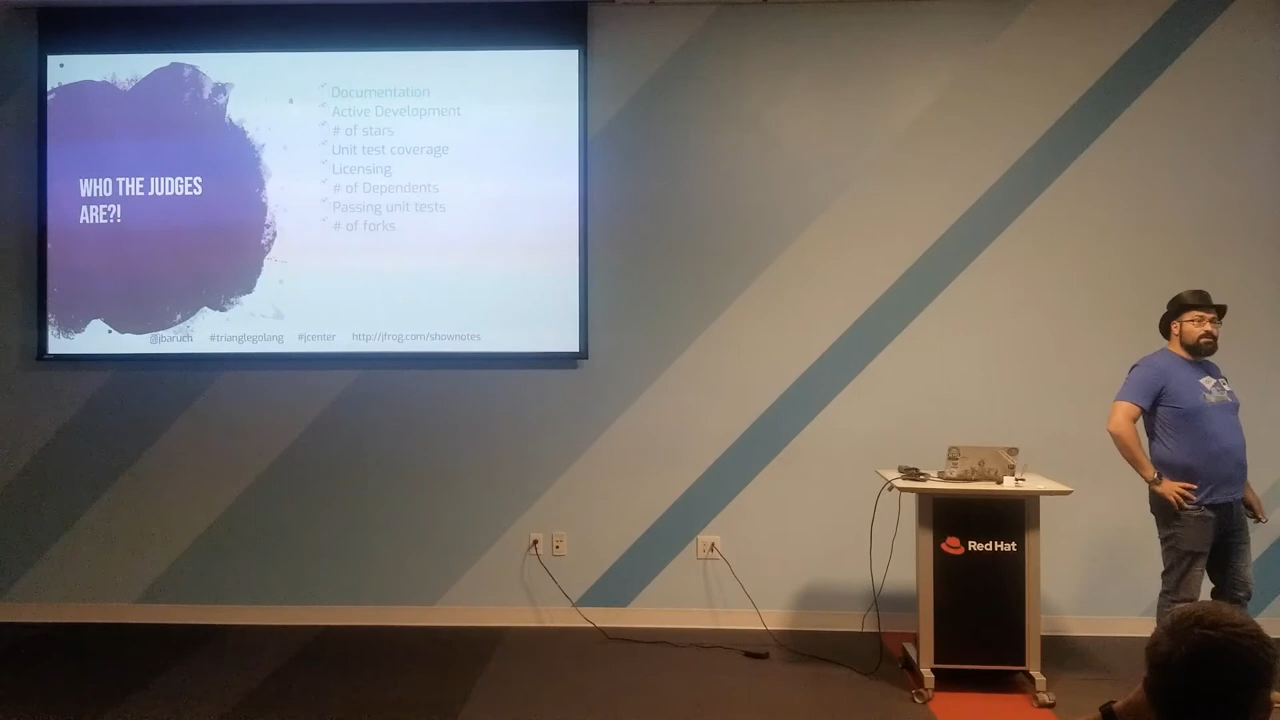 WHO THE JUDGES
ARE?!
Documentation
Active Development
# of stars
Unit test coverage
Licensing
# of Dependents
Passing unit tests
# of forks
@jbaruch #trianglegolang #jcenter http://jfrog.com/shownotes
Red Hat